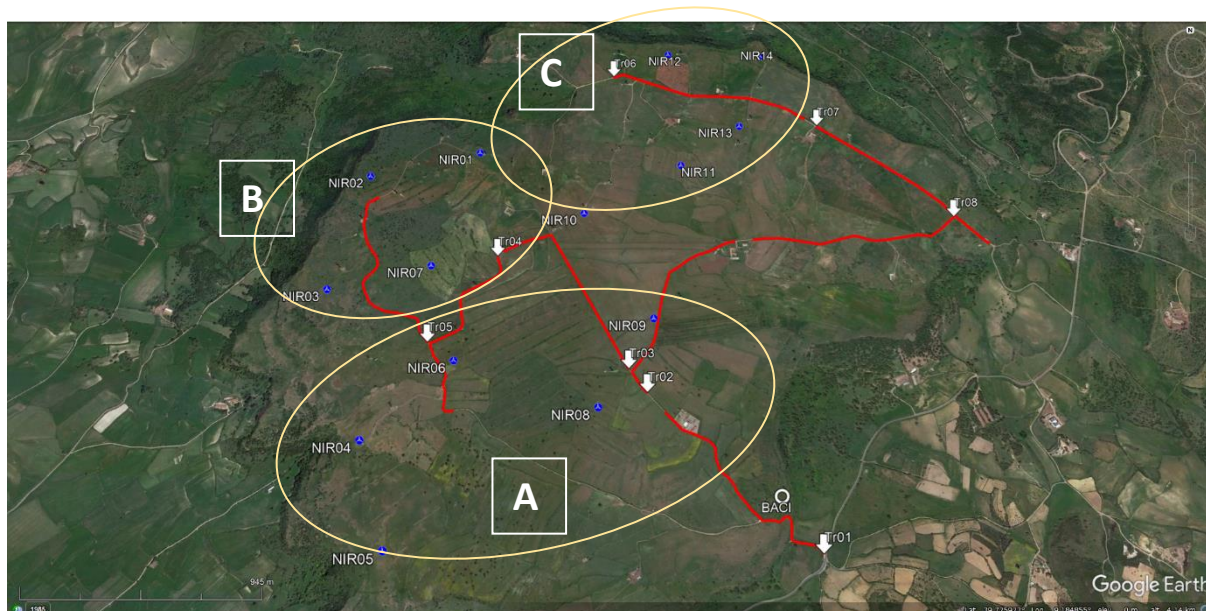 C
Tr06
NIR12
NIR14
Tr07
NIR13
NIR01
NIR02
NIR11
B
Tr08
NIR10
Tr04
NIR07
NIR03
NIR09
Tr05
Tr03
NIR06
Tr02
NIR08
NIR04
A
BACI
Tr01
NIR05
945 m
Google Earth
1985